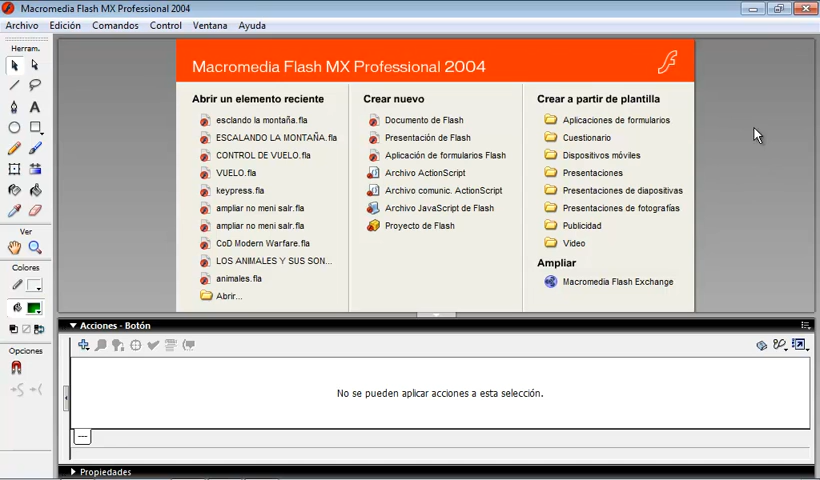 Macromedia Flash MX Professional 2004
Archivo Edición Comandos Control Ventana Ayuda
Herram.
Ver
Colores
Opciones
Macromedia Flash MX Professional 2004
Abrir un elemento reciente
esclando la montaña.fla
ESCALANDO LA MONTAÑA.fla
CONTROL DE VUELO.fla
VUELO.fla
keypress.fla
ampliar no meni salr.fla
ampliar no meni salr.fla
CoD Modern Warfare.fla
LOS ANIMALES Y SUS SON...
animales.fla
Abrir...
Crear nuevo
Documento de Flash
Presentación de Flash
Aplicación de formularios Flash
Archivo ActionScript
Archivo comunic. ActionScript
Archivo JavaScript de Flash
Proyecto de Flash
Crear a partir de plantilla
Aplicaciones de formularios
Cuestionario
Dispositivos móviles
Presentaciones
Presentaciones de diapositivas
Presentaciones de fotografías
Publicidad
Video
Ampliar
Macromedia Flash Exchange
Acciones - Botón
No se pueden aplicar acciones a esta selección.
Propiedades